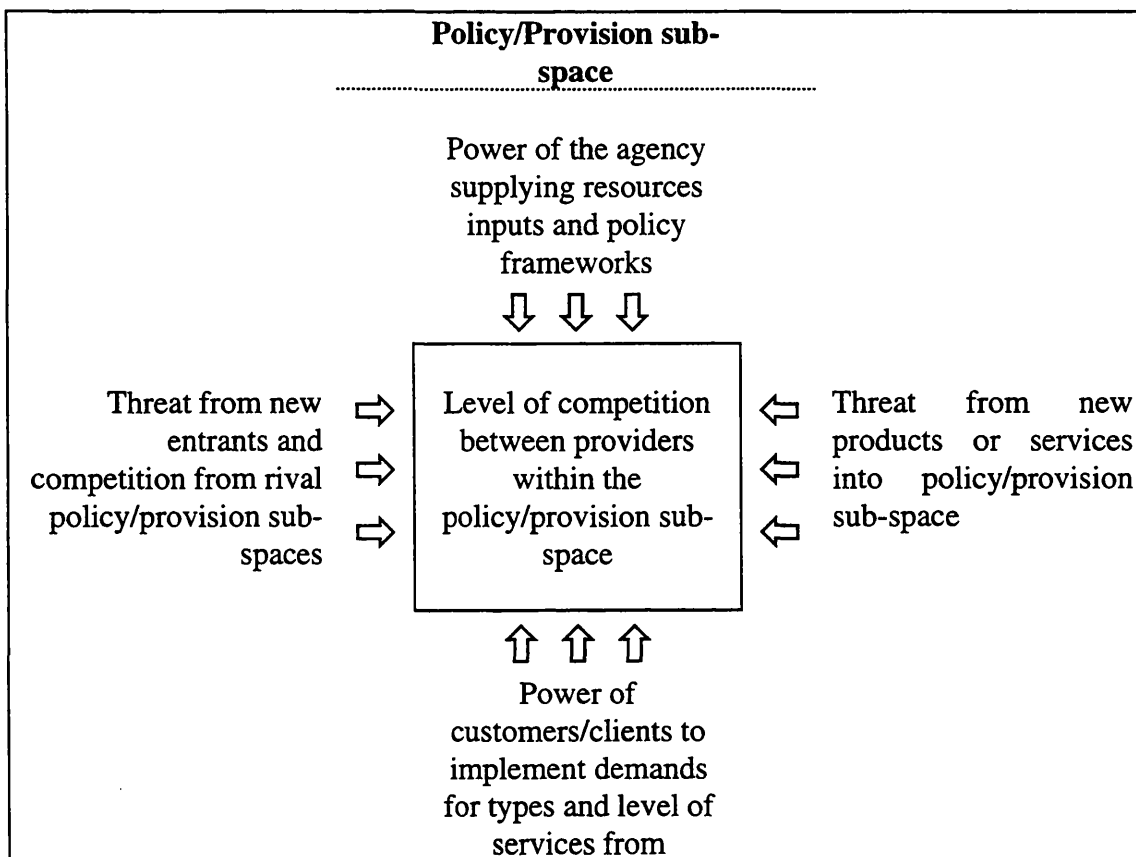 Policy/Provision sub-
space
Power of the agency
supplying resources
inputs and policy
frameworks
Threat from new
entrants and
competition from rival
policy/provision sub-
spaces
Level of competition
between providers
within the
policy/provision sub-
space
Threat from new
products or services
into policy/provision
sub-space
Power of
customers/clients to
implement demands
for types and level of
services from